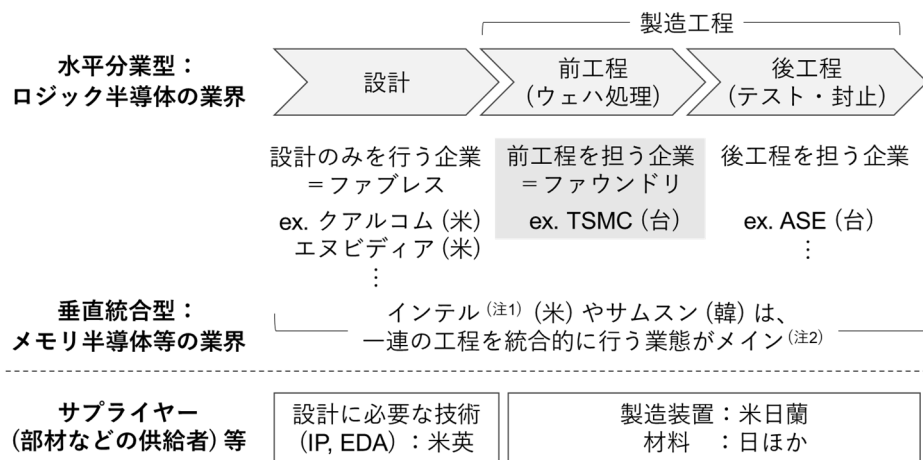 製造工程
水平分業型：
ロジック半導体の業界
設計
前工程
(ウェハ処理)
後工程
(テスト・封止)
設計のみを行う企業
＝ファブレス
ex. クアルコム (米)
エヌビディア (米)
⋮
前工程を担う企業
＝ファウンドリ
ex. TSMC (台)
後工程を担う企業
ex. ASE (台)
⋮
垂直統合型：
メモリ半導体等の業界
インテル(注1) (米) やサムスン (韓) は、
一連の工程を統合的に行う業態がメイン(注2)
サプライヤー
(部材などの供給者) 等
設計に必要な技術
(IP, EDA)：米英
製造装置：米日蘭
材料　：日ほか